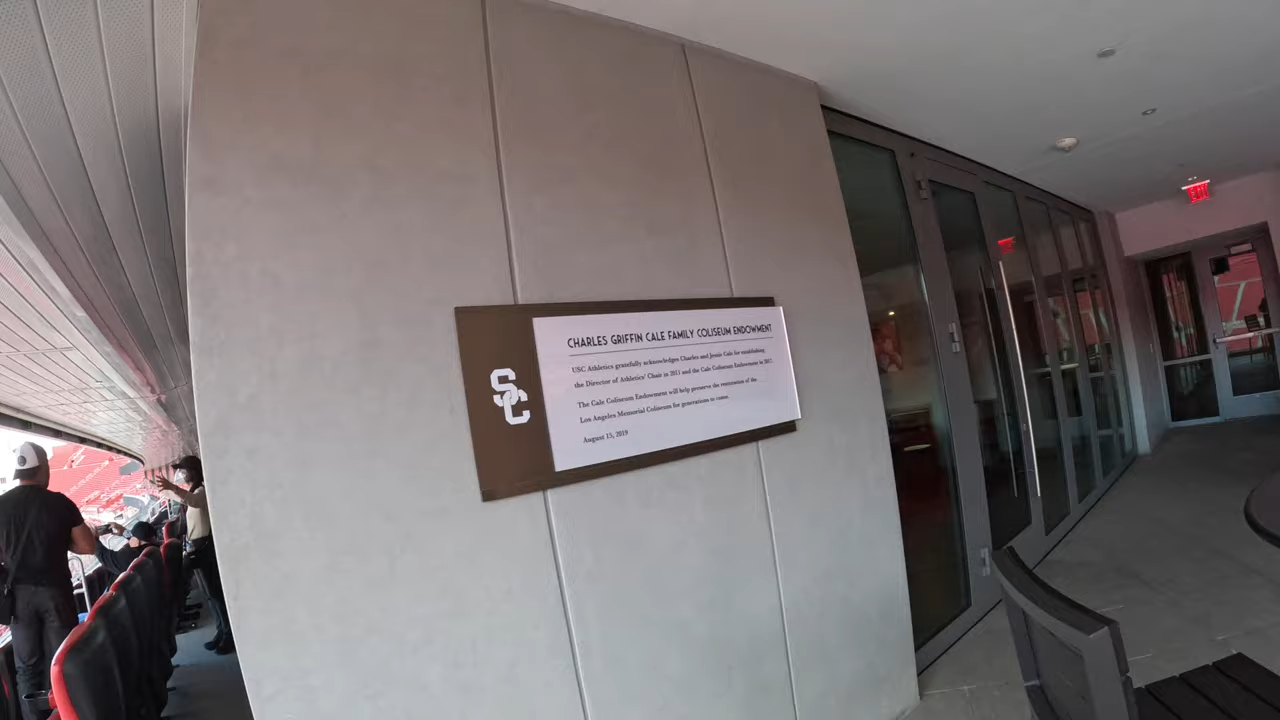 CHARLES GRIFFIN CALE FAMILY COLISEUM ENDOWMENT
USC Athletics gratefully acknowledges Charles and Jessie Cale for establishing
the Director of Athletics' Chair in 2011 and the Cale Coliseum Endowment in 2017.
The Cale Coliseum Endowment will help preserve the restoration of the
Los Angeles Memorial Coliseum for generations to come.
August 15, 2019
SC
EXIT